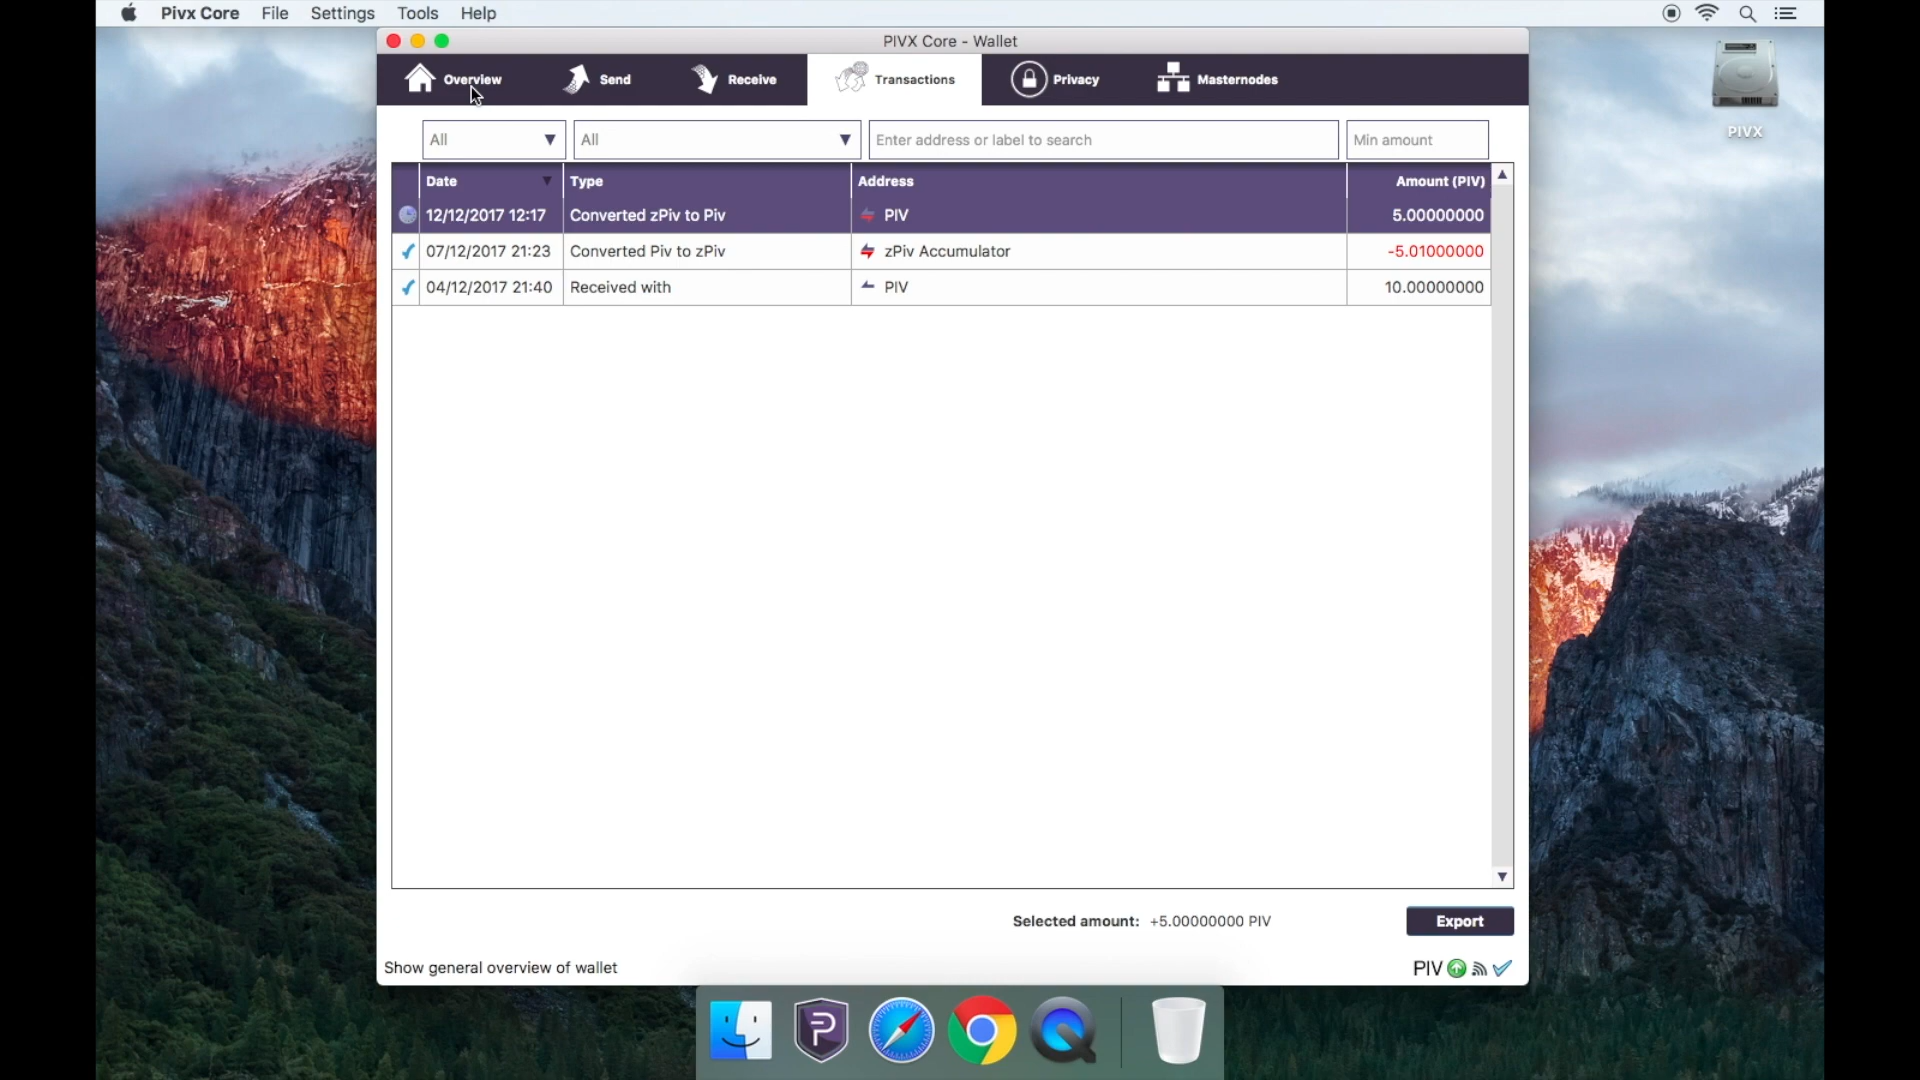 Pivx Core File Settings Tools Help
PIVX Core - Wallet
Overview Send Receive Transactions Privacy Masternodes
PIVX
All All Enter address or label to search Min amount
Date Type Address Amount (PIV)
12/12/2017 12:17 Converted zPiv to Piv PIV 5.00000000
07/12/2017 21:23 Converted Piv to zPiv zPiv Accumulator -5.01000000
04/12/2017 21:40 Received with PIV 10.00000000
Selected amount: +5.00000000 PIV Export
Show general overview of wallet PIV